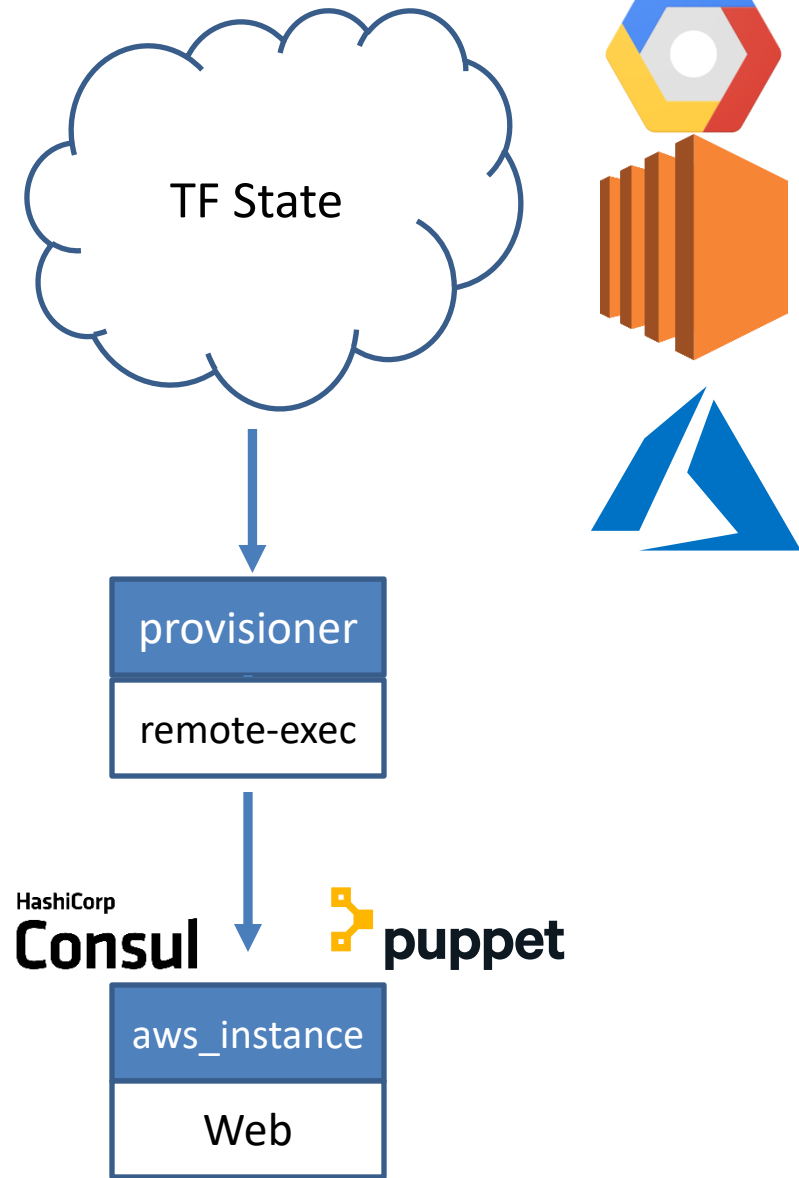 TF State
provisioner
remote-exec
HashiCorp
Consul
puppet
aws_instance
Web